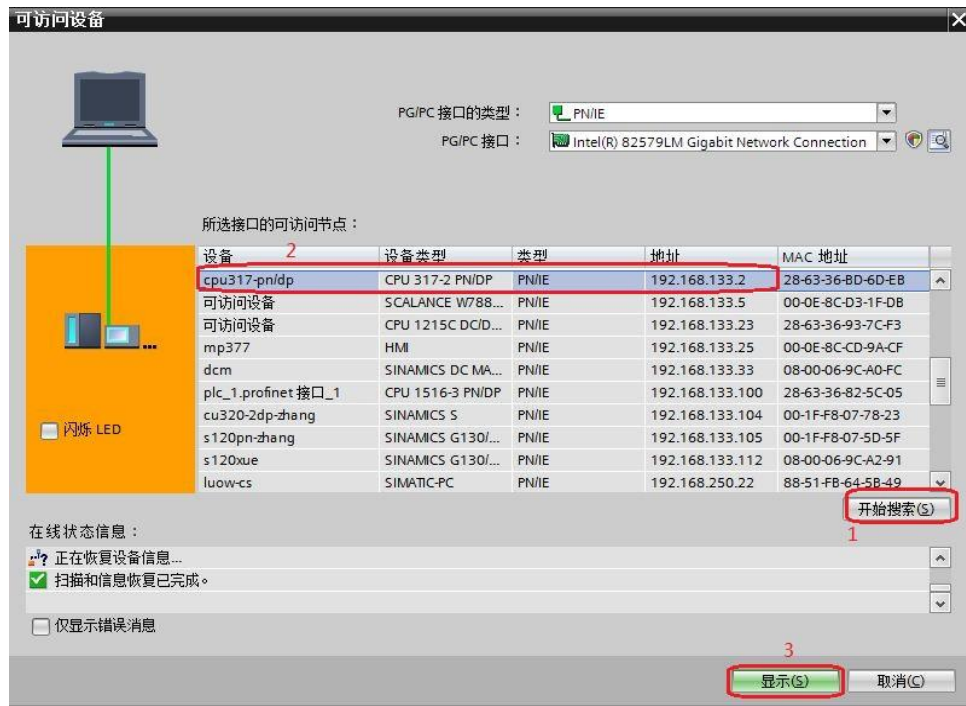 可访问设备
PG/PC 接口的类型： PN/IE
PG/PC 接口： Intel(R) 82579LM Gigabit Network Connection
所选接口的可访问节点：
2
设备 设备类型 类型 地址 MAC 地址
cpu317-pn/dp CPU 317-2 PN/DP PN/IE 192.168.133.2 28-63-36-BD-6D-EB
可访问设备 SCALANCE W788... PN/IE 192.168.133.5 00-0E-8C-D3-1F-DB
可访问设备 CPU 1215C DC/D... PN/IE 192.168.133.23 28-63-36-93-7C-F3
mp377 HMI PN/IE 192.168.133.25 00-0E-8C-CD-9A-CF
dcm SINAMICS DC MA... PN/IE 192.168.133.33 08-00-06-9C-A0-FC
plc_1.profinet 接口_1 CPU 1516-3 PN/DP PN/IE 192.168.133.100 28-63-36-82-5C-05
cu320-2dp-zhang SINAMICS S PN/IE 192.168.133.104 00-1F-F8-07-78-23
s120pn-zhang SINAMICS G130/... PN/IE 192.168.133.105 00-1F-F8-07-5D-5F
s120xue SINAMICS G130/... PN/IE 192.168.133.112 08-00-06-9C-A2-91
luow-cs SIMATIC-PC PN/IE 192.168.250.22 88-51-FB-64-5B-49
闪烁 LED
开始搜索(S)
1
在线状态信息：
? 正在恢复设备信息...
扫描和信息恢复已完成。
仅显示错误消息
3
显示(S) 取消(C)